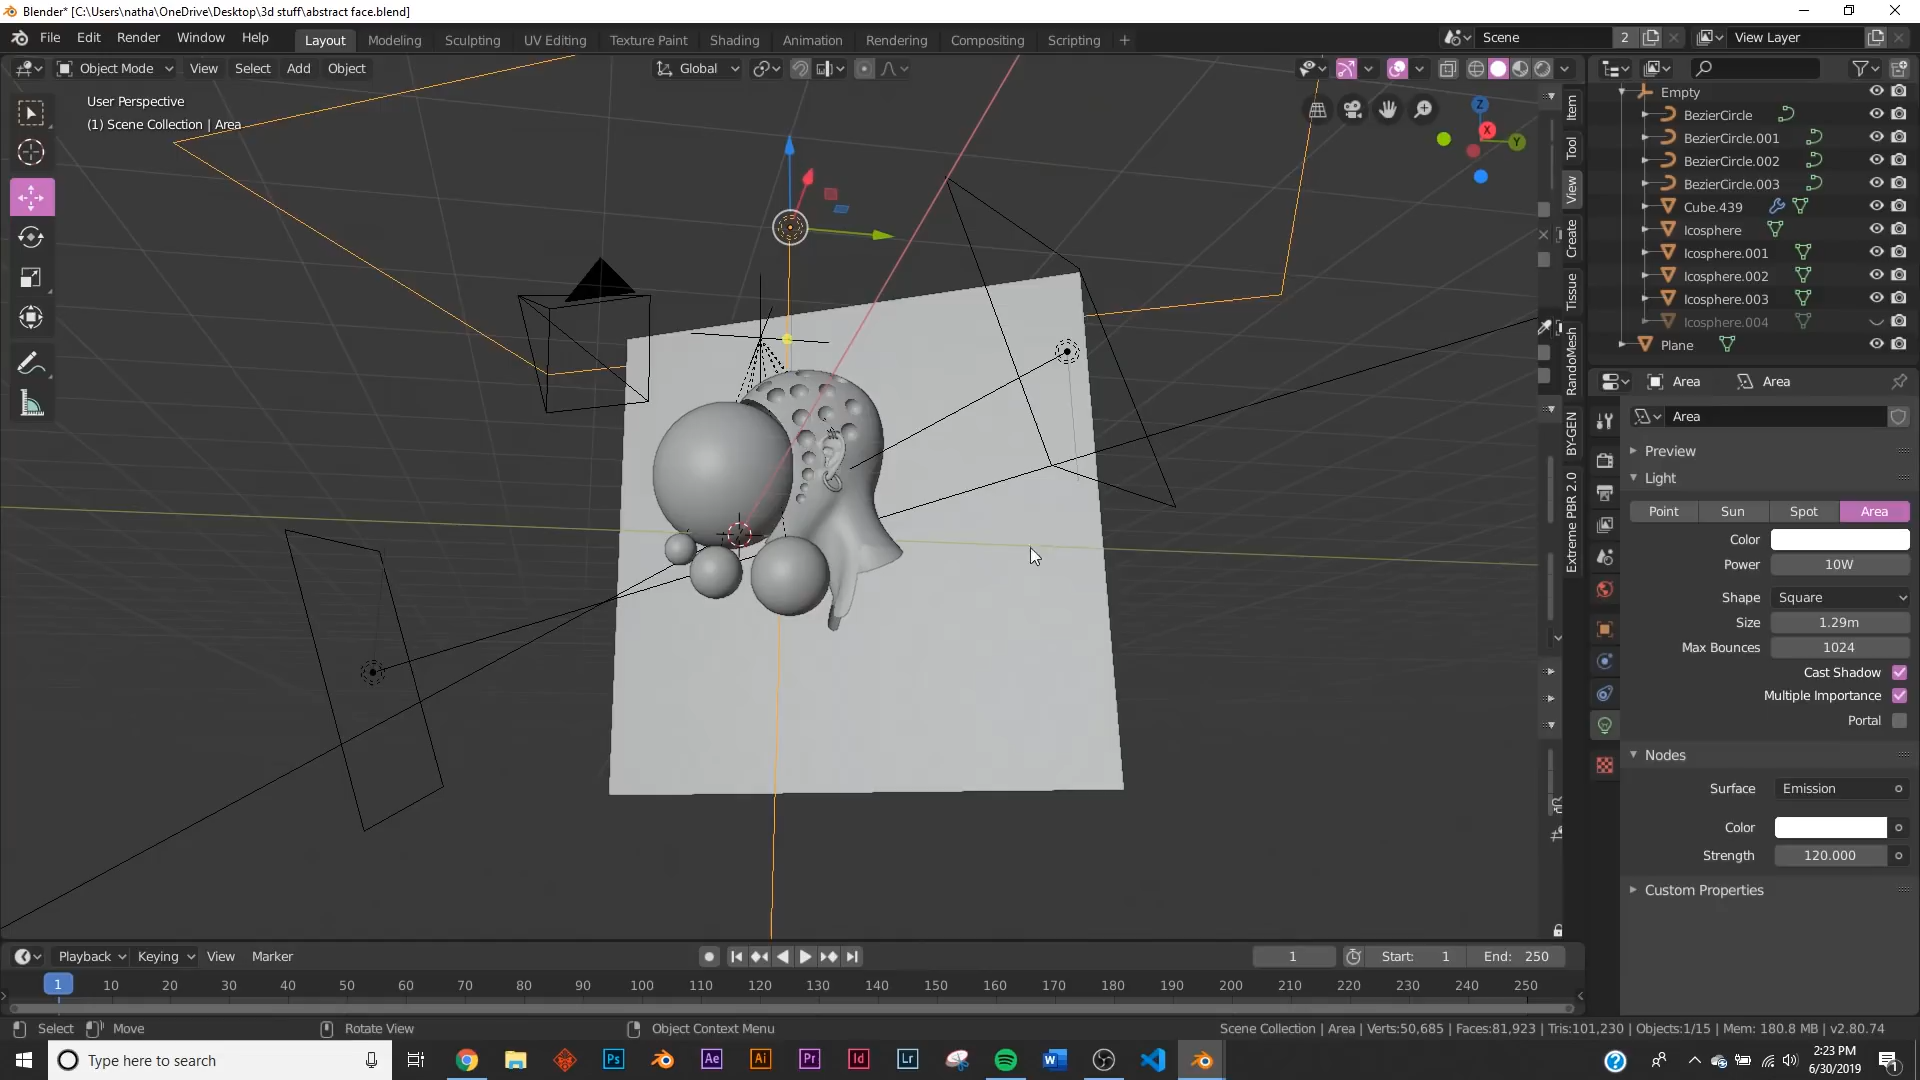 Blender* [C:\Users\natha\OneDrive\Desktop\3d stuff\abstract face.blend]
File Edit Render Window Help
Layout Modeling Sculpting UV Editing Texture Paint Shading Animation Rendering Compositing Scripting +
Scene 2
View Layer
Object Mode View Select Add Object
Global
User Perspective
(1) Scene Collection | Area
Z
X
Y
Item
Tool
View
Create
Tissue
RandoMesh
BY-GEN
Extreme PBR 2.0
Empty
BezierCircle
BezierCircle.001
BezierCircle.002
BezierCircle.003
Cube.439
Icosphere
Icosphere.001
Icosphere.002
Icosphere.003
Icosphere.004
Plane
Area Area
Area
Preview
Light
Point Sun Spot Area
Color
Power 10W
Shape Square
Size 1.29m
Max Bounces 1024
Cast Shadow
Multiple Importance
Portal
Nodes
Surface Emission
Color
Strength 120.000
Custom Properties
Playback Keying View Marker
1 Start: 1 End: 250
1 10 20 30 40 50 60 70 80 90 100 110 120 130 140 150 160 170 180 190 200 210 220 230 240 250
Select Move Rotate View Object Context Menu
Scene Collection | Area | Verts:50,685 | Faces:81,923 | Tris:101,230 | Objects:1/15 | Mem: 180.8 MB | v2.80.74
Type here to search
Ps
Ae
Ai
Pr
Id
Lr
W
2:23 PM
6/30/2019
1